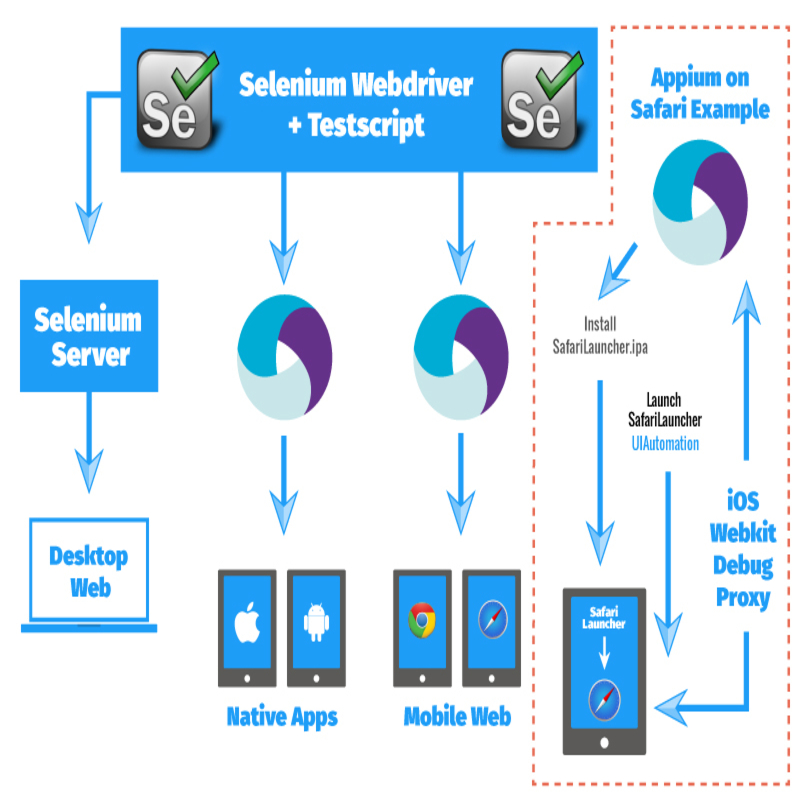 Se
Selenium Webdriver
+ Testscript
Se
Appium on
Safari Example
Selenium
Server
Install
SafariLauncher.ipa
Launch
SafariLauncher
UIAutomation
iOS
Webkit
Debug
Proxy
Desktop
Web
Safari
Launcher
Native Apps
Mobile Web